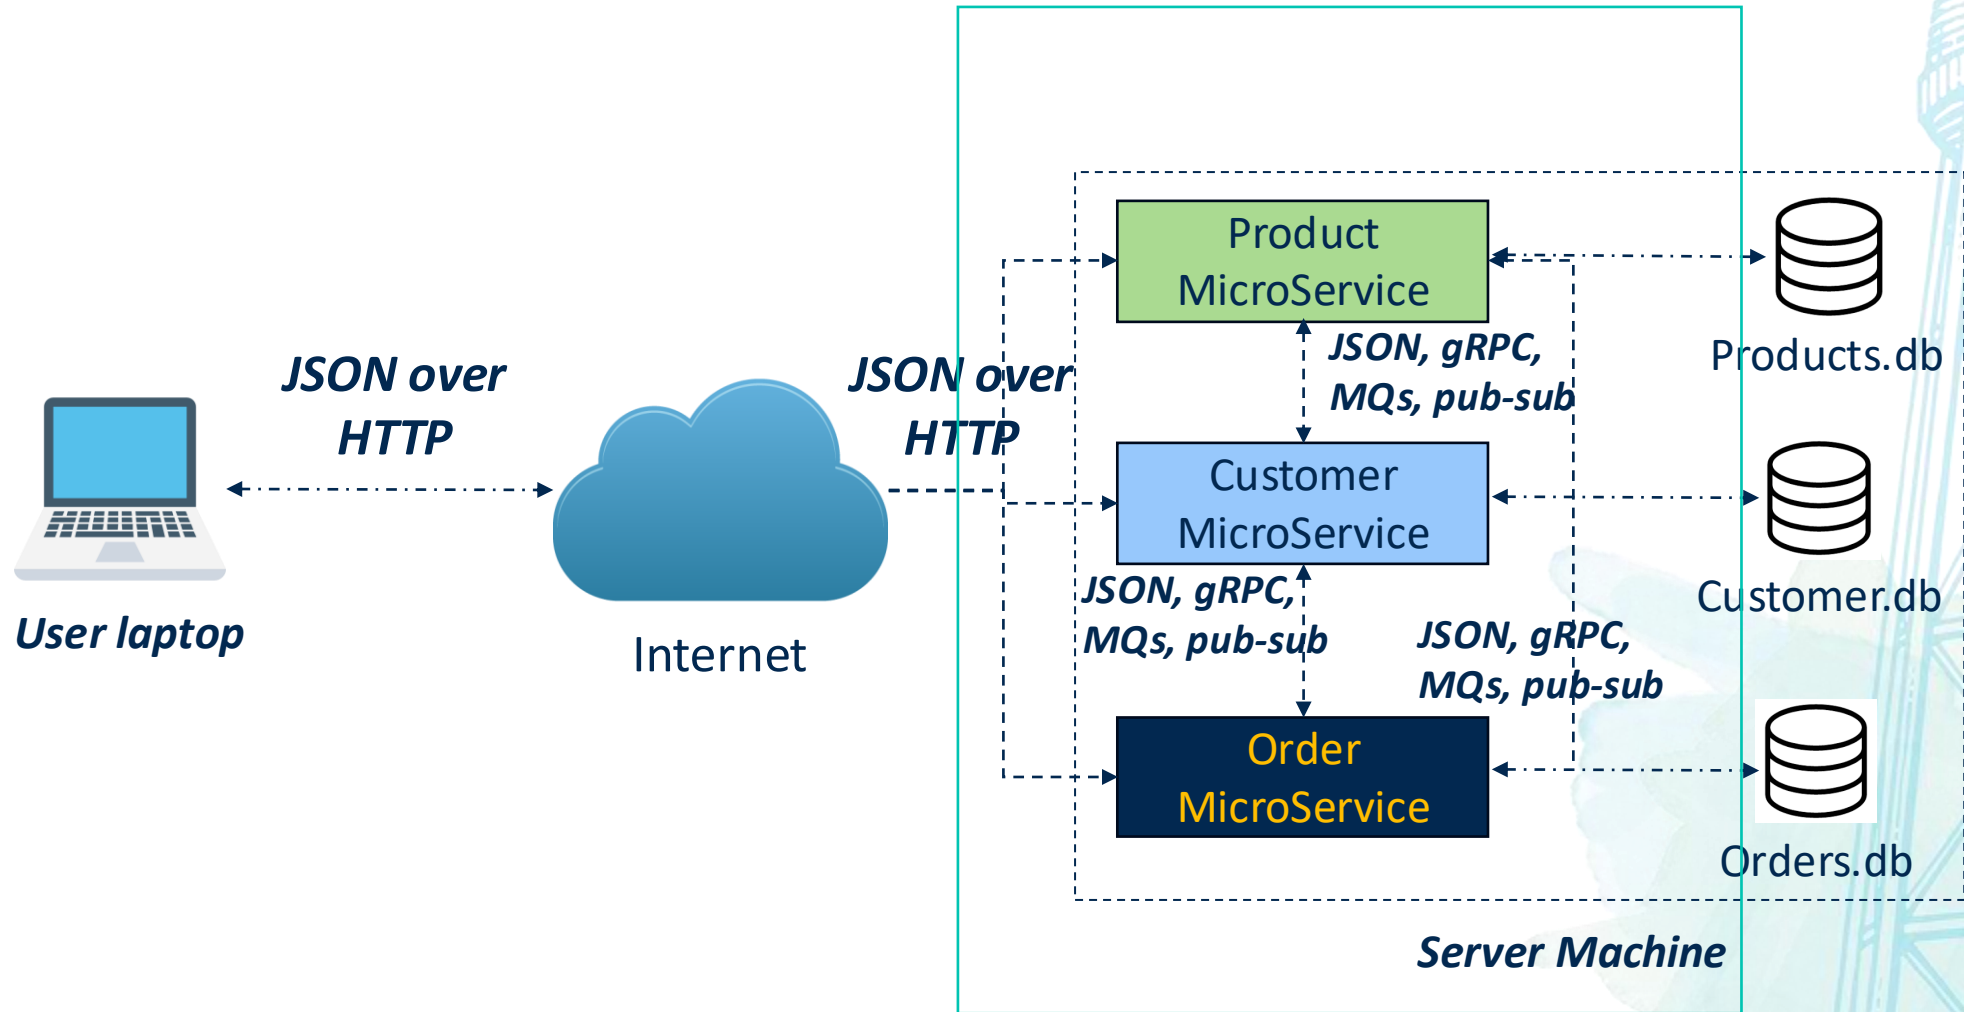 JSON over
HTTP
User laptop
Internet
JSON over
HTTP
Product
MicroService
JSON, gRPC,
MQs, pub-sub
Products.db
Customer
MicroService
Customer.db
JSON, gRPC,
MQs, pub-sub
JSON, gRPC,
MQs, pub-sub
Order
MicroService
Orders.db
Server Machine